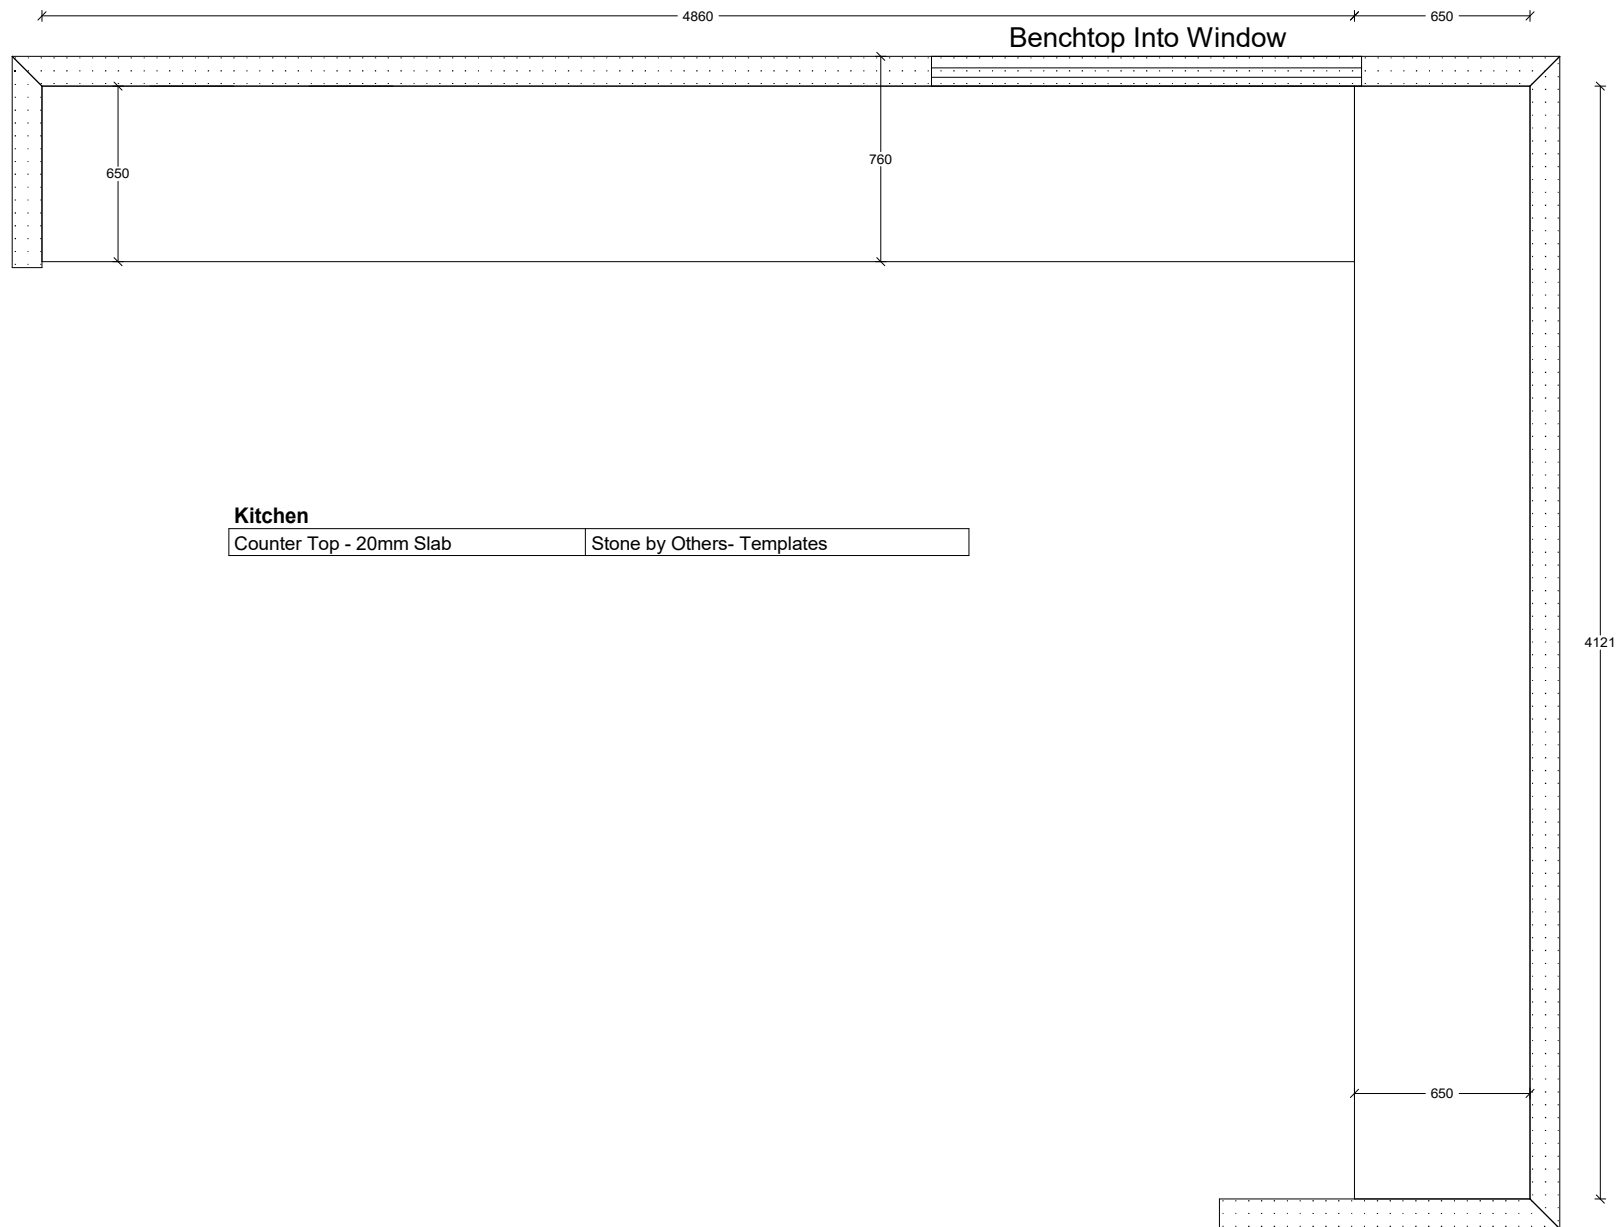 4860
650
Benchtop Into Window
650
760
Kitchen
Counter Top - 20mm Slab
Stone by Others- Templates
4121
650